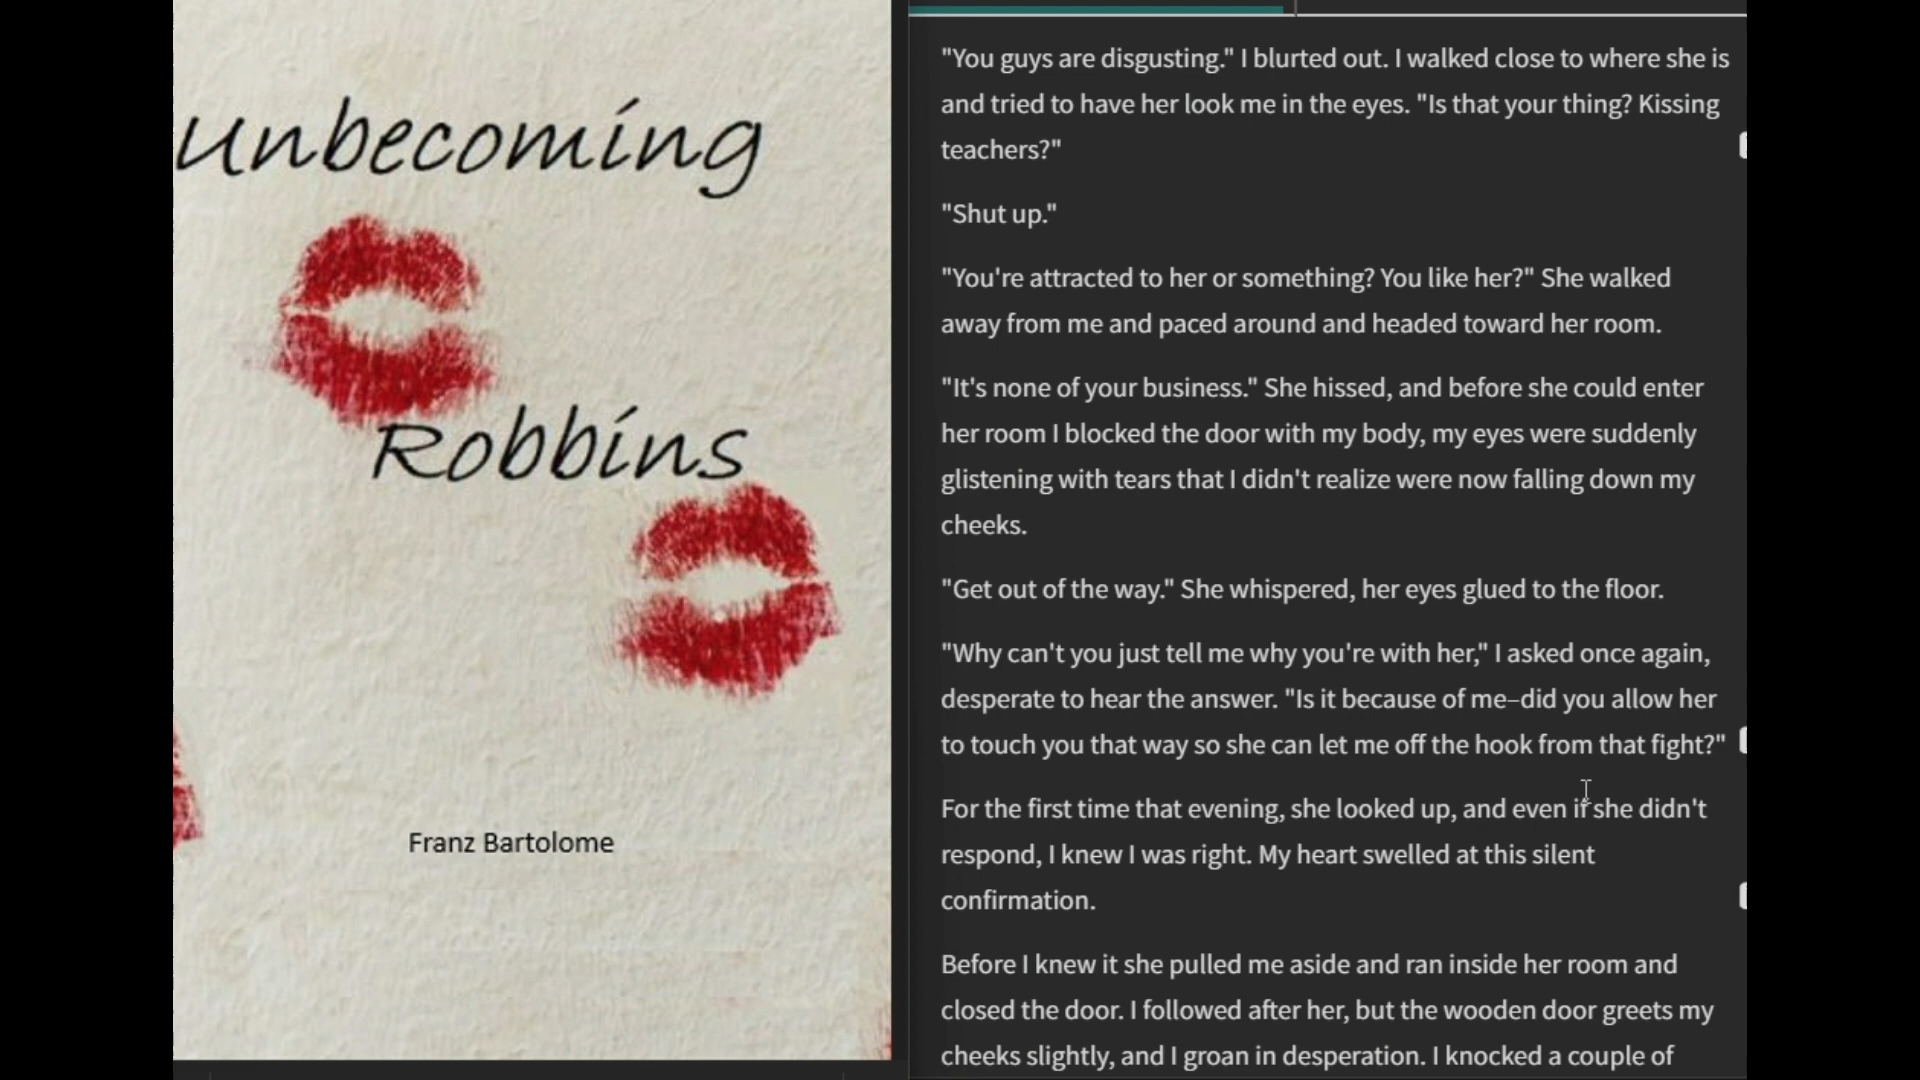 Unbecoming
Robbins
Franz Bartolome
"You guys are disgusting." I blurted out. I walked close to where she is
and tried to have her look me in the eyes. "Is that your thing? Kissing
teachers?"
"Shut up."
"You're attracted to her or something? You like her?" She walked
away from me and paced around and headed toward her room.
"It's none of your business." She hissed, and before she could enter
her room I blocked the door with my body, my eyes were suddenly
glistening with tears that I didn't realize were now falling down my
cheeks.
"Get out of the way." She whispered, her eyes glued to the floor.
"Why can't you just tell me why you're with her," I asked once again,
desperate to hear the answer. "Is it because of me–did you allow her
to touch you that way so she can let me off the hook from that fight?"
For the first time that evening, she looked up, and even if she didn't
respond, I knew I was right. My heart swelled at this silent
confirmation.
Before I knew it she pulled me aside and ran inside her room and
closed the door. I followed after her, but the wooden door greets my
cheeks slightly, and I groan in desperation. I knocked a couple of